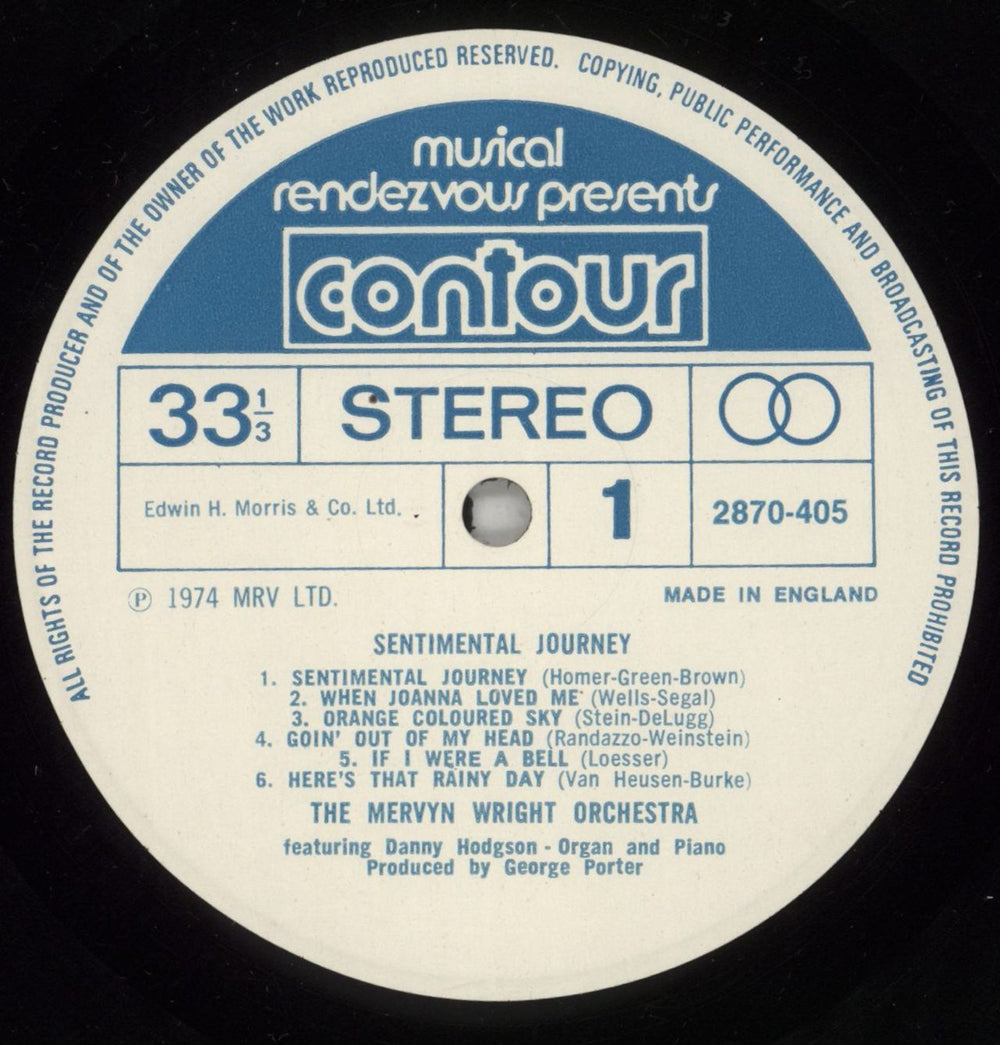 ALL RIGHTS OF THE RECORD PRODUCER AND OF THE OWNER OF THE WORK REPRODUCED RESERVED. COPYING, PUBLIC PERFORMANCE AND BROADCASTING OF THIS RECORD PROHIBITED
musical
rendezvous presents
contour
33 1/3 STEREO
Edwin H. Morris & Co. Ltd. 1 2870-405
Ⓟ 1974 MRV LTD. MADE IN ENGLAND
SENTIMENTAL JOURNEY
1. SENTIMENTAL JOURNEY (Homer-Green-Brown)
2. WHEN JOANNA LOVED ME (Wells-Segal)
3. ORANGE COLOURED SKY (Stein-DeLugg)
4. GOIN' OUT OF MY HEAD (Randazzo-Weinstein)
5. IF I WERE A BELL (Loesser)
6. HERE'S THAT RAINY DAY (Van Heusen-Burke)
THE MERVYN WRIGHT ORCHESTRA
featuring Danny Hodgson - Organ and Piano
Produced by George Porter